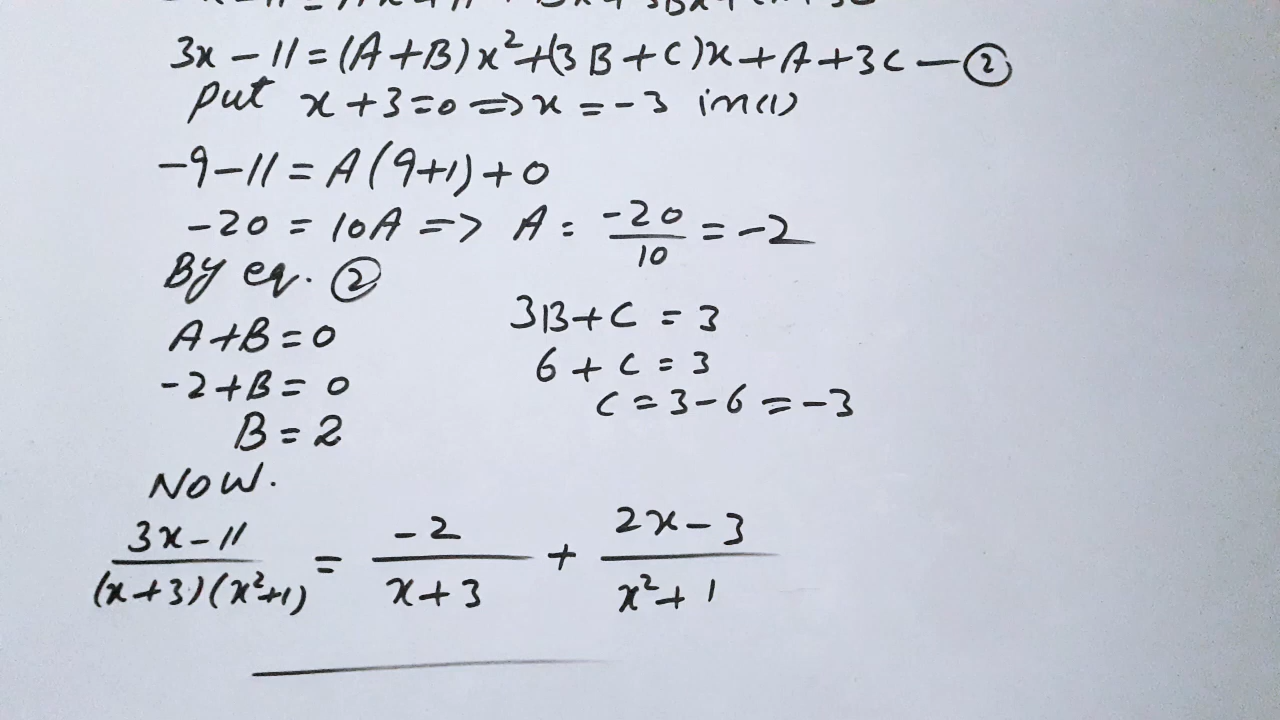 3x - 11 = (A+B)x²+(3B+C)x+A+3C — ②
Put x+3=0 => x = -3 in (1)
-9-11 = A(9+1)+0
-20 = 10A => A = -20/10 = -2
By eq. ②
A+B=0
-2+B=0
B=2
3B+C = 3
6+C = 3
C = 3-6 = -3
Now.
3x-11/(x+3)(x²+1) = -2/x+3 + 2x-3/x²+1